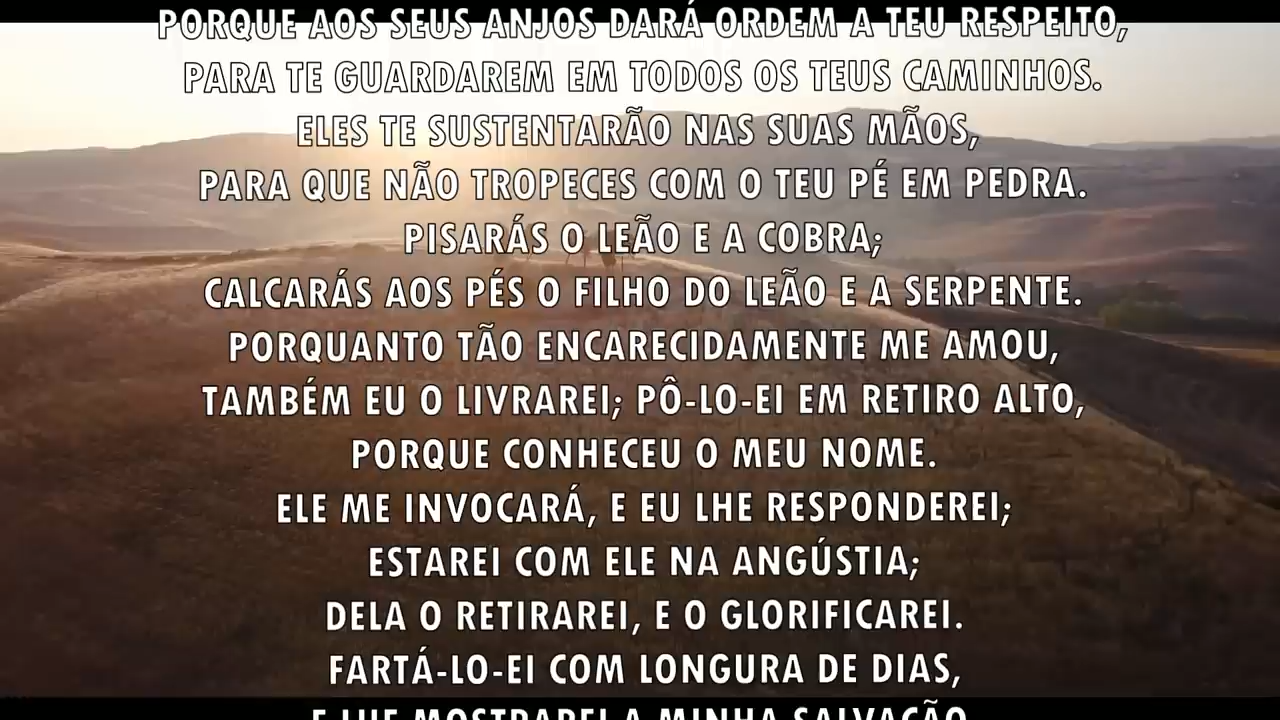 PORQUE AOS SEUS ANJOS DARÁ ORDEM A TEU RESPEITO,
PARA TE GUARDAREM EM TODOS OS TEUS CAMINHOS.
ELES TE SUSTENTARÃO NAS SUAS MÃOS,
PARA QUE NÃO TROPECES COM O TEU PÉ EM PEDRA.
PISARÁS O LEÃO E A COBRA;
CALCARÁS AOS PÉS O FILHO DO LEÃO E A SERPENTE.
PORQUANTO TÃO ENCARECIDAMENTE ME AMOU,
TAMBÉM EU O LIVRAREI; PÔ-LO-EI EM RETIRO ALTO,
PORQUE CONHECEU O MEU NOME.
ELE ME INVOCARÁ, E EU LHE RESPONDEREI;
ESTAREI COM ELE NA ANGÚSTIA;
DELA O RETIRAREI, E O GLORIFICAREI.
FARTÁ-LO-EI COM LONGURA DE DIAS,
E LHE MOSTRAREI A MINHA SALVAÇÃO.